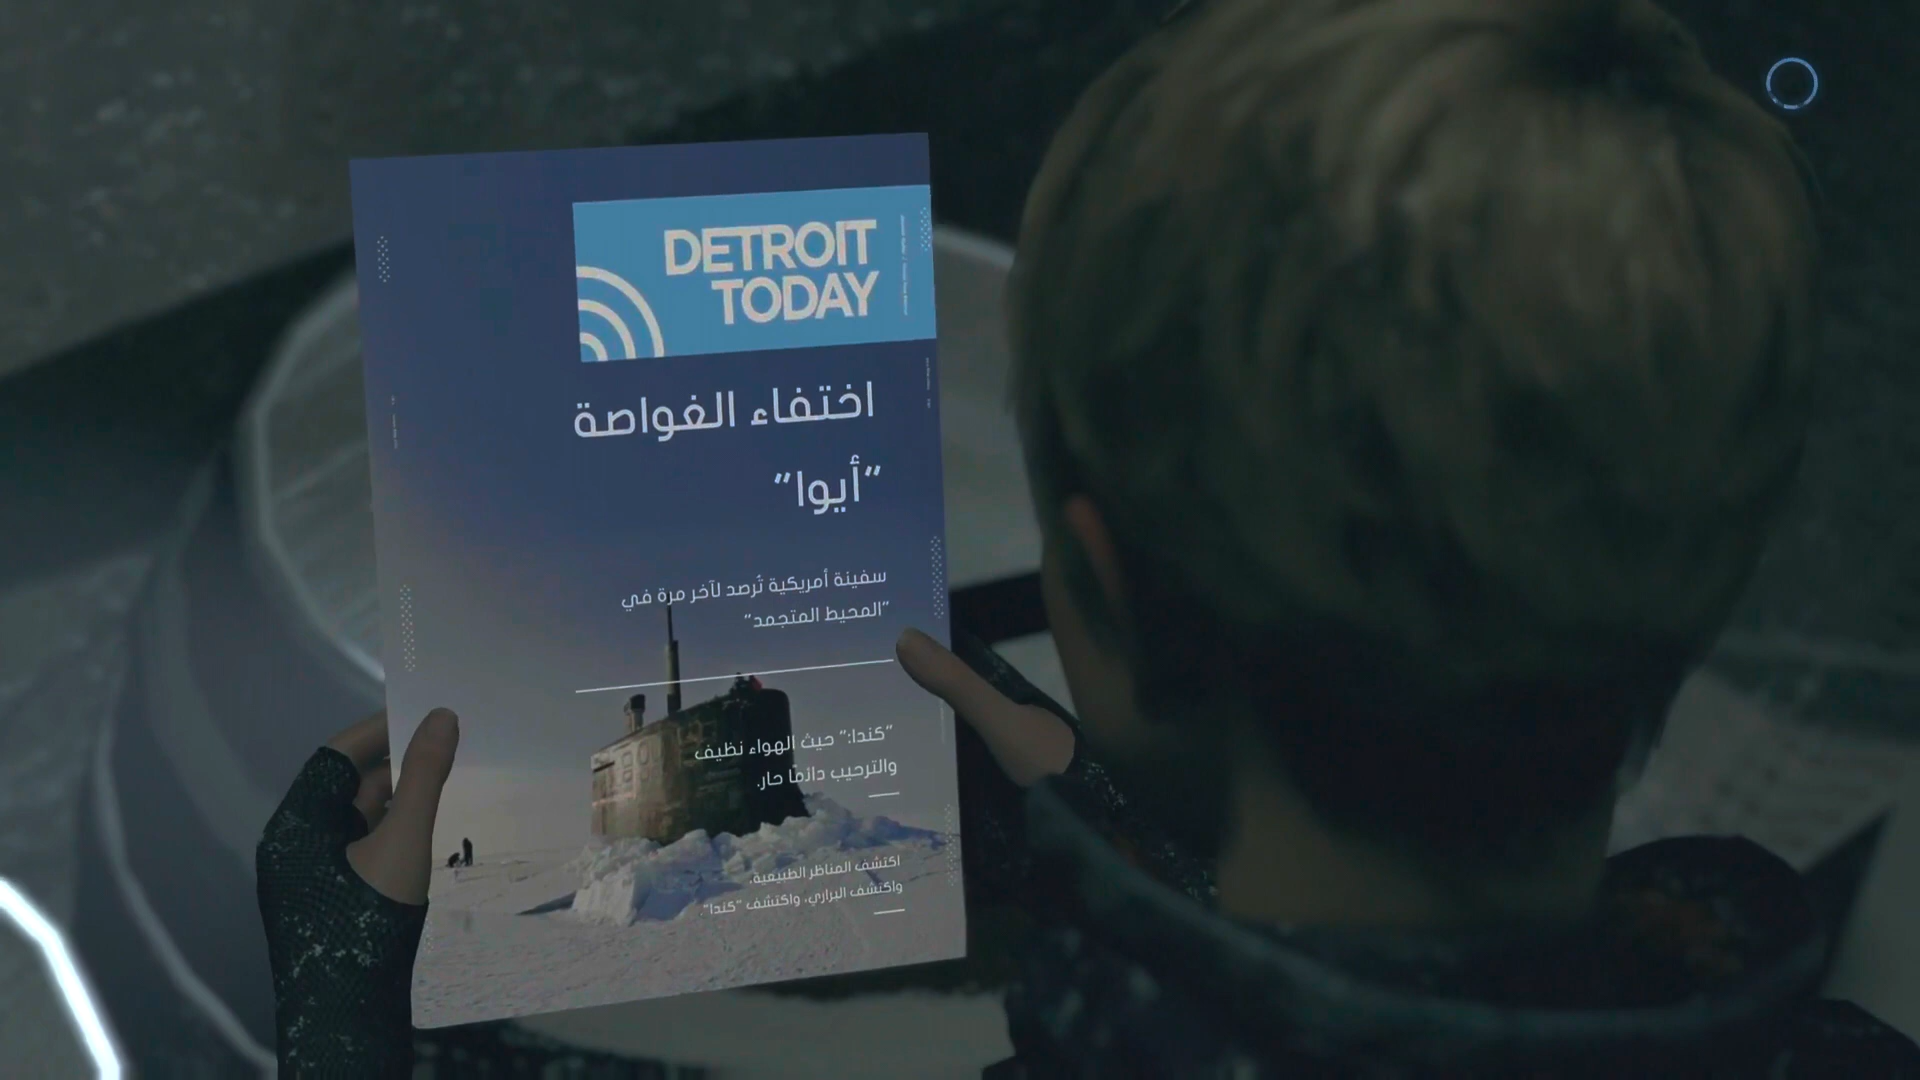 DETROIT
TODAY
اختفاء الغواصة
"أيوا"
سفينة أمريكية تُرصد لآخر مرة في
"المحيط المتجمد"
"كندا:" حيث الهواء نظيف
والترحيب دائمًا حار.
اكتشف المناظر الطبيعية،
واكتشف البراري، واكتشف "كندا".